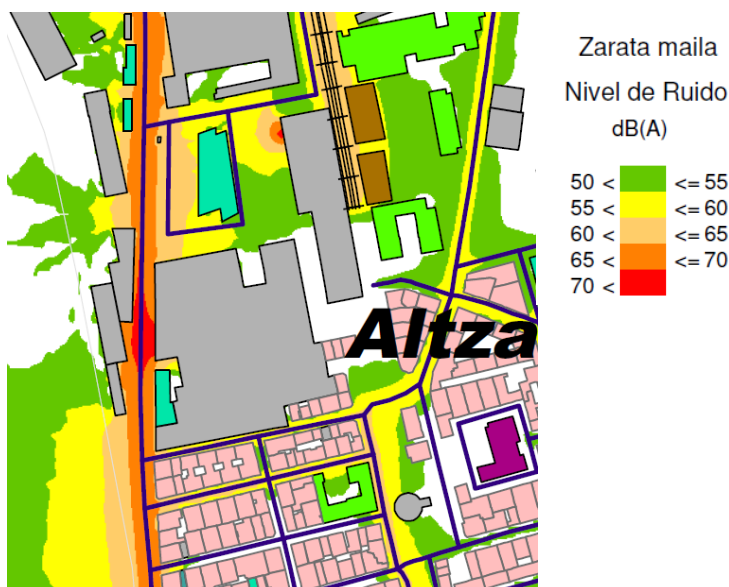 Zarata maila
Nivel de Ruido
dB(A)
50 < <= 55
55 < <= 60
60 < <= 65
65 < <= 70
70 <
Altza